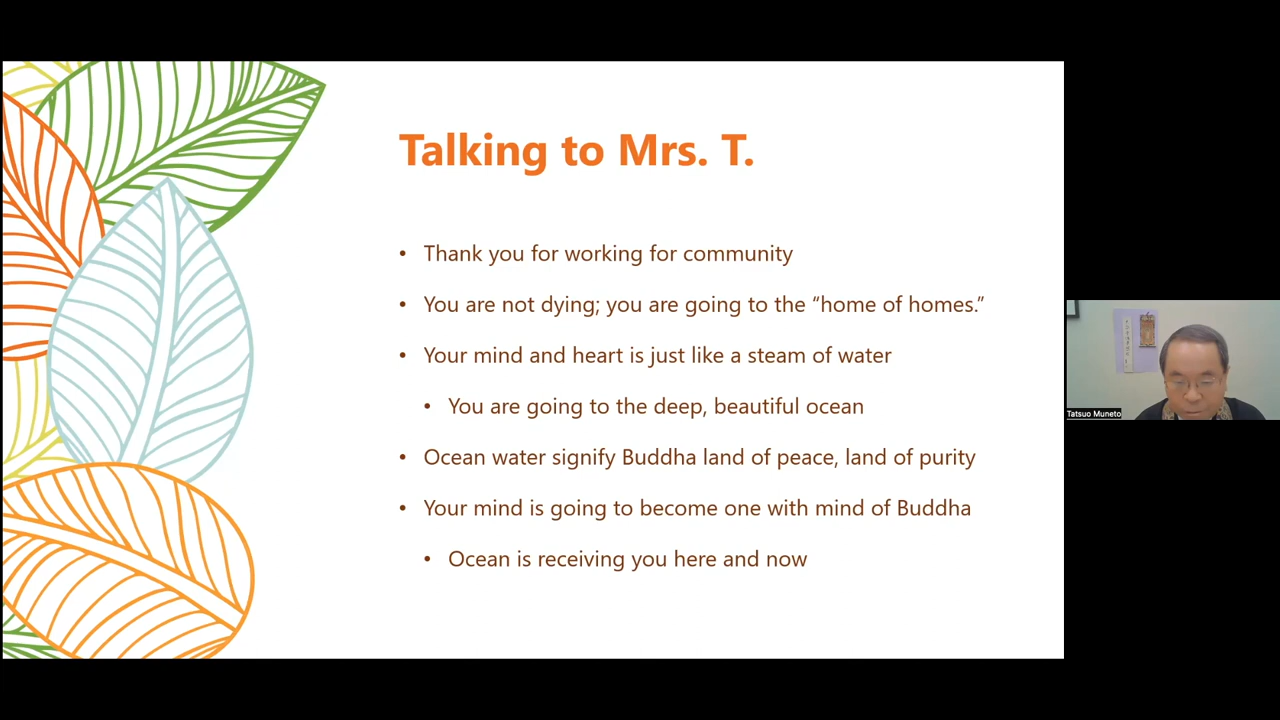 Talking to Mrs. T.
• Thank you for working for community
• You are not dying; you are going to the “home of homes.”
• Your mind and heart is just like a steam of water
• You are going to the deep, beautiful ocean
• Ocean water signify Buddha land of peace, land of purity
• Your mind is going to become one with mind of Buddha
• Ocean is receiving you here and now
Tatsuo Muneto